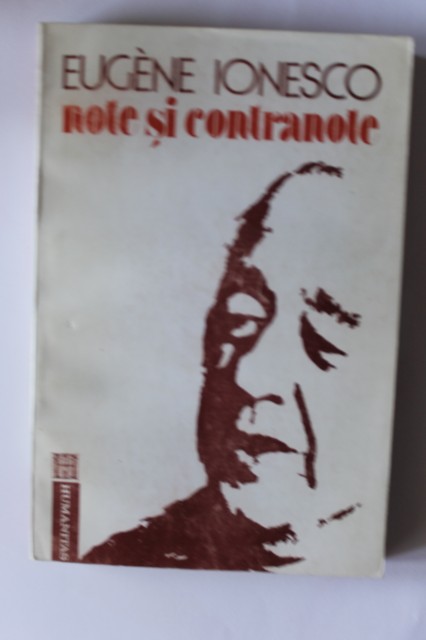 EUGÈNE IONESCO
note și contranote
HUMANITAS